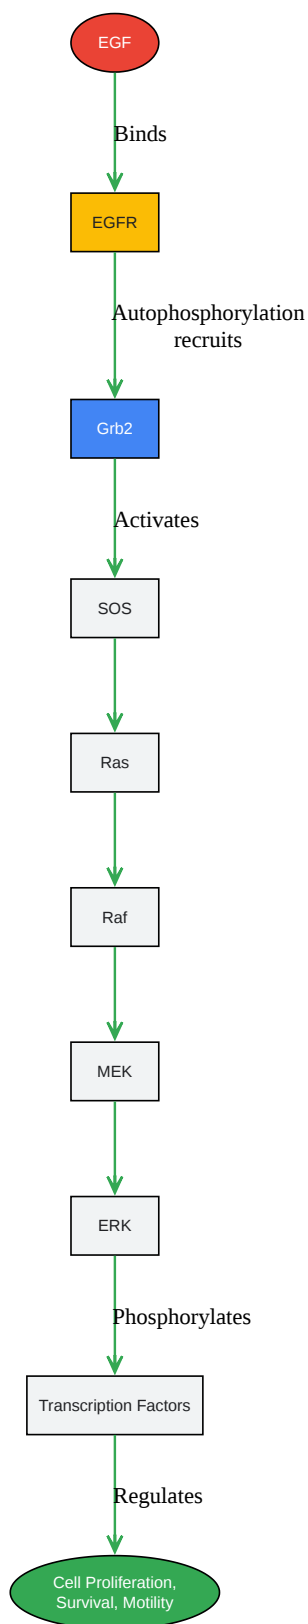 EGF
Binds
EGFR
Autophosphorylation
recruits
Grb2
Activates
SOS
Ras
Raf
MEK
ERK
Phosphorylates
Transcription Factors
Regulates
Cell Proliferation,
Survival, Motility